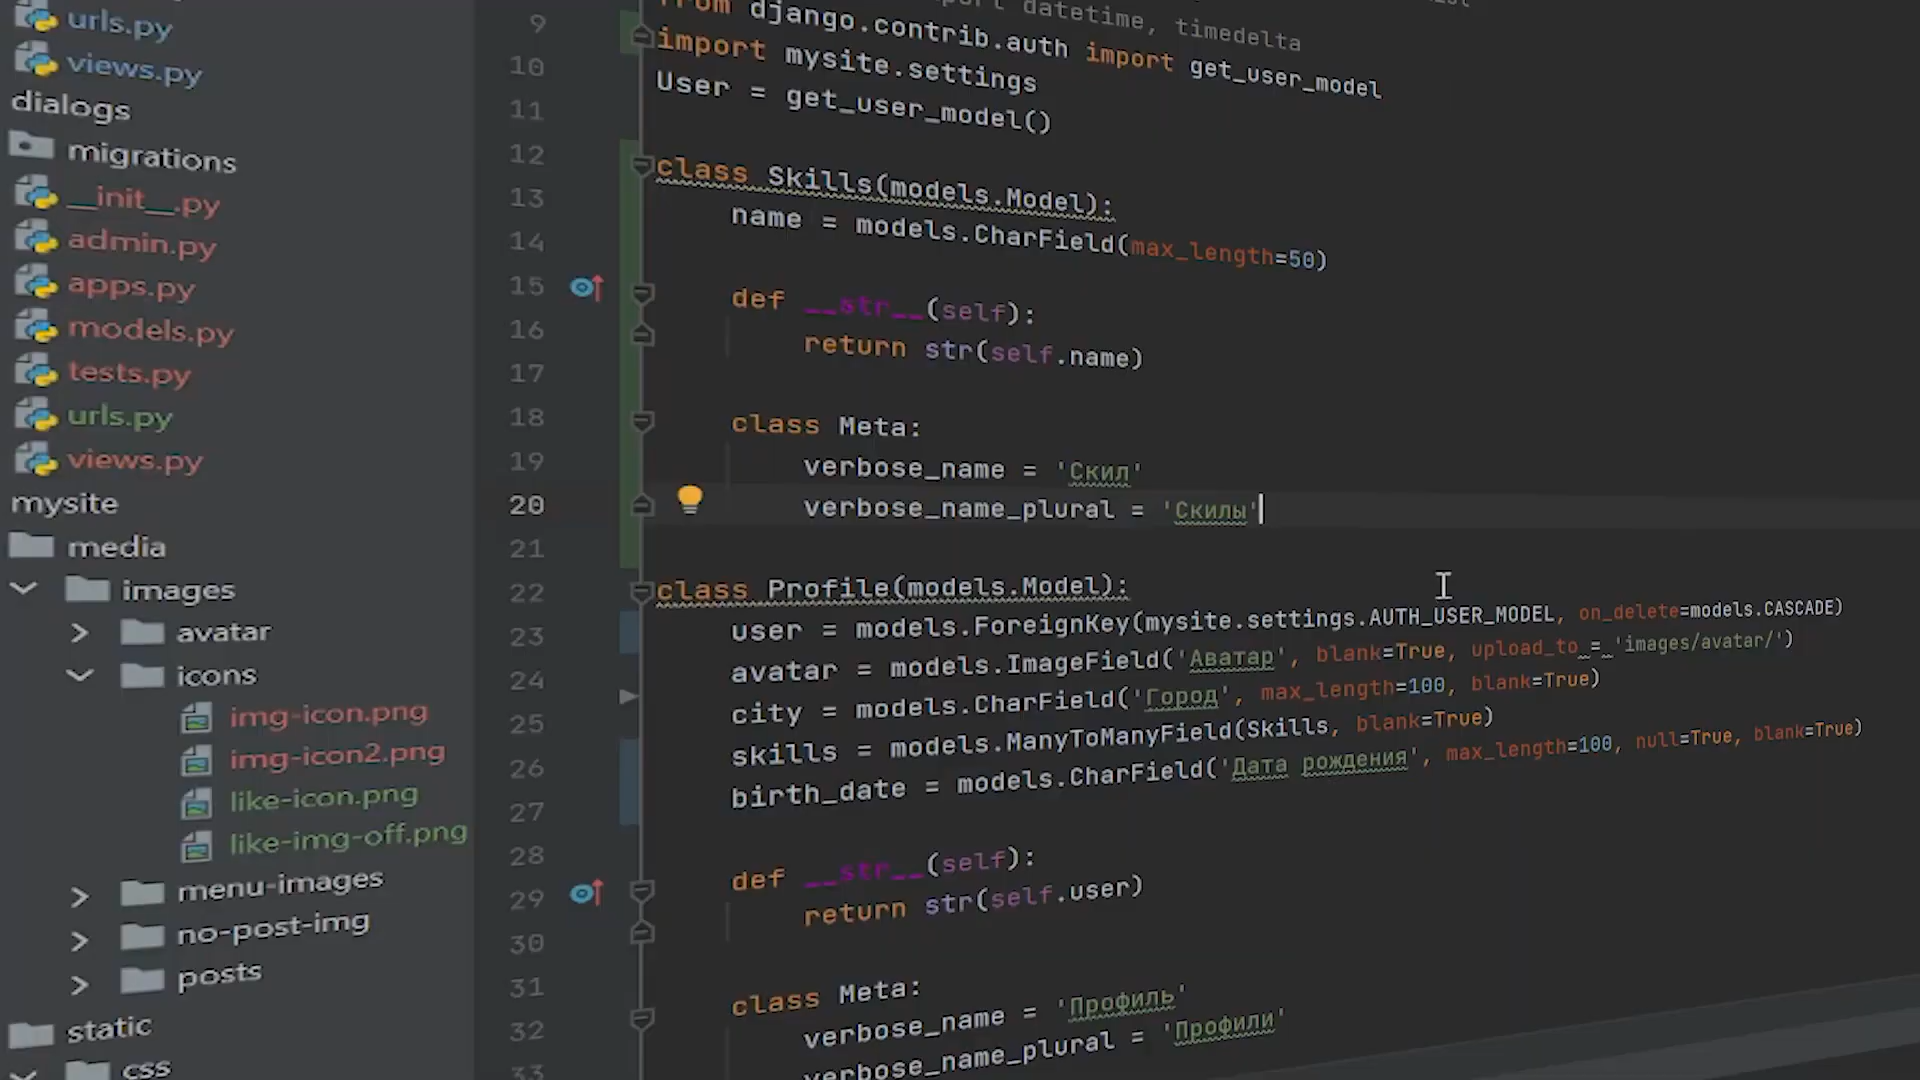 urls.py
views.py
dialogs
migrations
__init__.py
admin.py
apps.py
models.py
tests.py
urls.py
views.py
mysite
media
images
avatar
icons
img-icon.png
img-icon2.png
like-icon.png
like-img-off.png
menu-images
no-post-img
posts
static
css
9
10
11
12
13
14
15
16
17
18
19
20
21
22
23
24
25
26
27
28
29
30
31
32
33
datetime, timedelta
from django.contrib.auth import get_user_model
import mysite.settings
User = get_user_model()
class Skills(models.Model):
name = models.CharField(max_length=50)
def __str__(self):
return str(self.name)
class Meta:
verbose_name = 'Скил'
verbose_name_plural = 'Скилы'
class Profile(models.Model):
user = models.ForeignKey(mysite.settings.AUTH_USER_MODEL, on_delete=models.CASCADE)
avatar = models.ImageField('Аватар', blank=True, upload_to = 'images/avatar/')
city = models.CharField('Город', max_length=100, blank=True)
skills = models.ManyToManyField(Skills, blank=True)
birth_date = models.CharField('Дата рождения', max_length=100, null=True, blank=True)
def __str__(self):
return str(self.user)
class Meta:
verbose_name = 'Профиль'
verbose_name_plural = 'Профили'